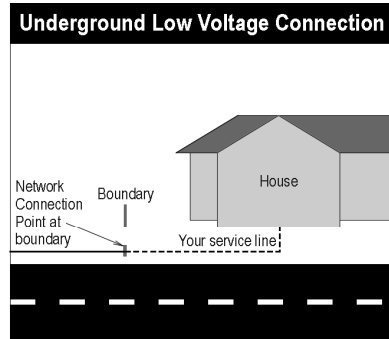 Underground Low Voltage Connection
House
Network
Connection
Point at
boundary
Boundary
Your service line